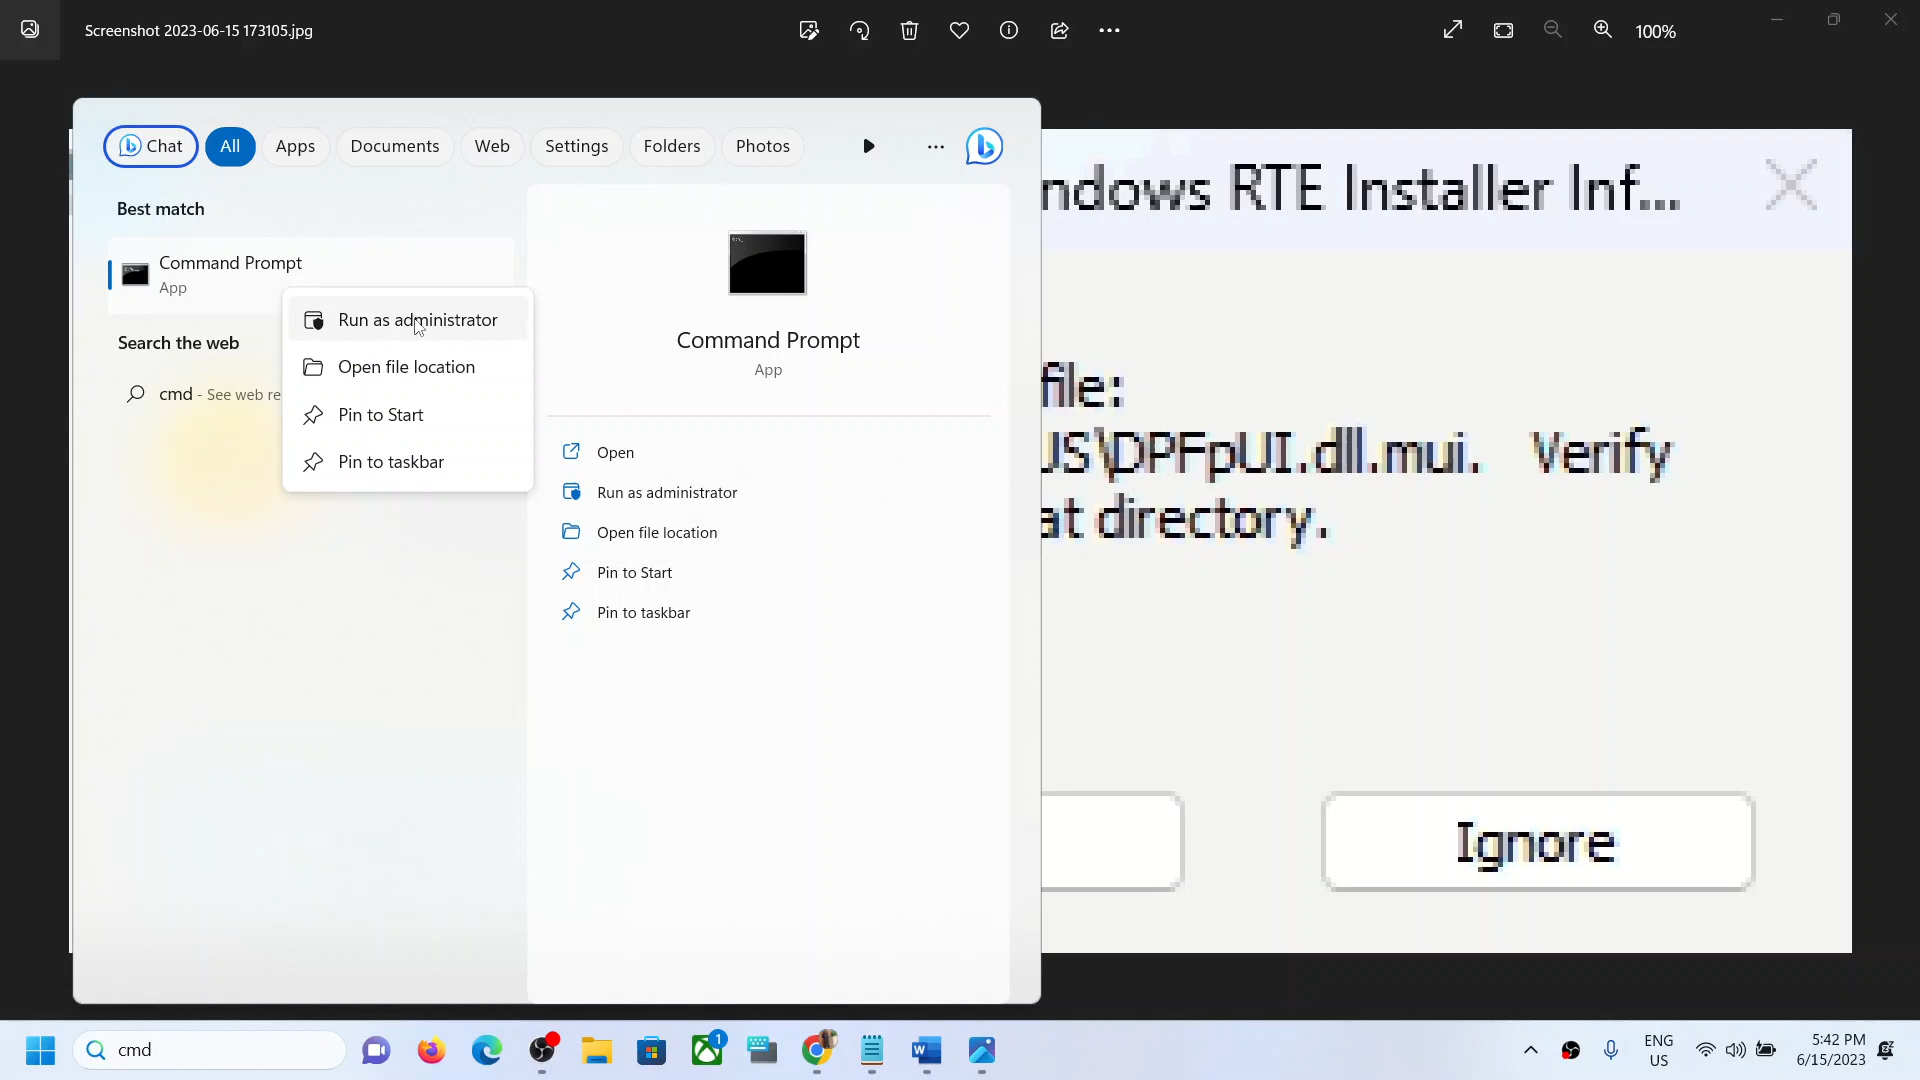 Screenshot 2023-06-15 173105.jpg
100%
Chat
All
Apps
Documents
Web
Settings
Folders
Photos
Best match
Command Prompt
App
Run as administrator
Open file location
Pin to Start
Pin to taskbar
Search the web
cmd - See web re
Command Prompt
App
Open
Run as administrator
Open file location
Pin to Start
Pin to taskbar
ndows RTE Installer Inf...
file:
US\DPFpUI.dll.mui. Verify
at directory.
Ignore
cmd
1
ENG
US
5:42 PM
6/15/2023